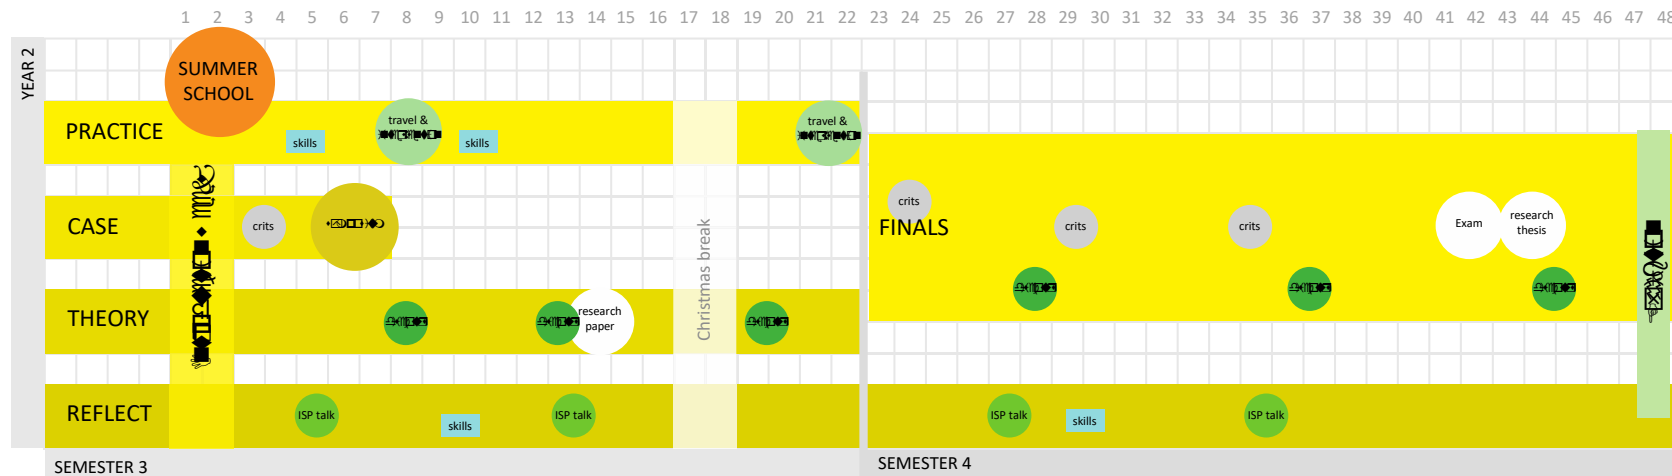 1 2 3 4 5 6 7 8 9 10 11 12 13 14 15 16 17 18 19 20 21 22 23 24 25 26 27 28 29 30 31 32 33 34 35 36 37 38 39 40 41 42 43 44 45 46 47 48
YEAR 2
SUMMER
SCHOOL
PRACTICE
skills
travel &
skills
travel &
CASE
crits
Christmas break
FINALS
crits
crits
crits
Exam
research
thesis
THEORY
research
paper
REFLECT
ISP talk
skills
ISP talk
ISP talk
skills
ISP talk
SEMESTER 3
SEMESTER 4